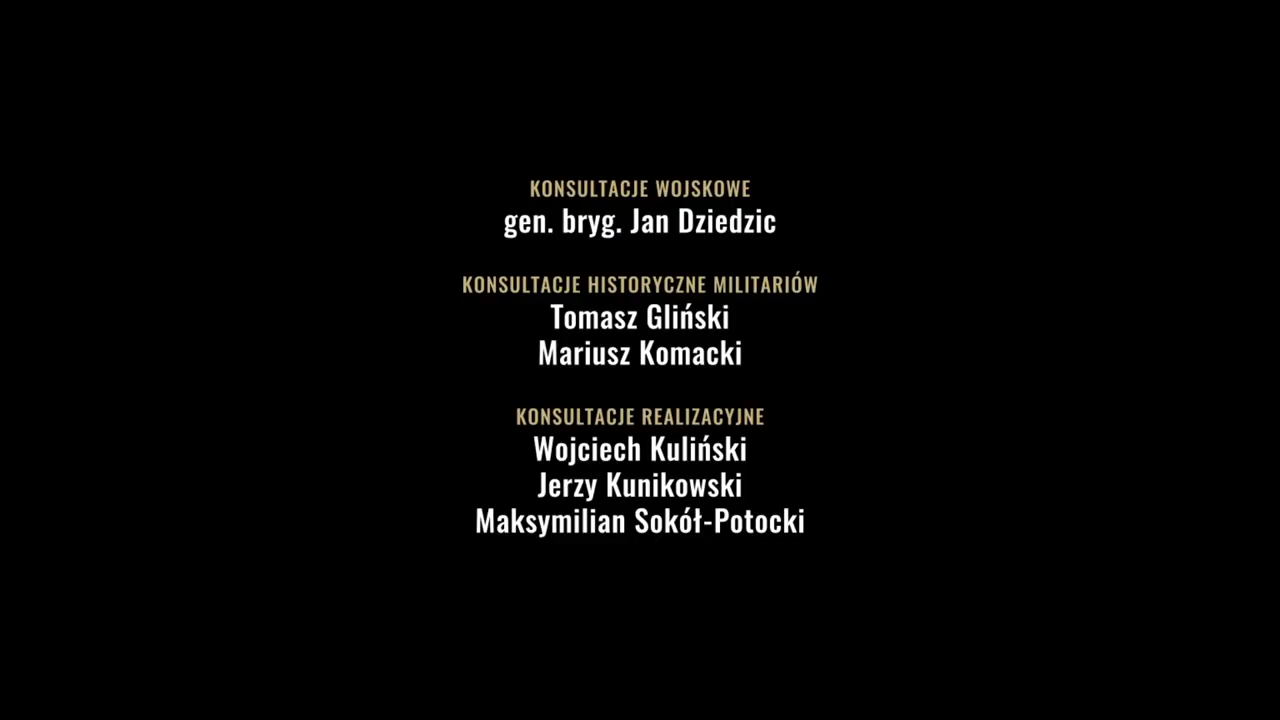 KONSULTACJE WOJSKOWE
gen. bryg. Jan Dziedzic
KONSULTACJE HISTORYCZNE MILITARIÓW
Tomasz Gliński
Mariusz Komacki
KONSULTACJE REALIZACYJNE
Wojciech Kuliński
Jerzy Kunikowski
Maksymilian Sokół-Potocki